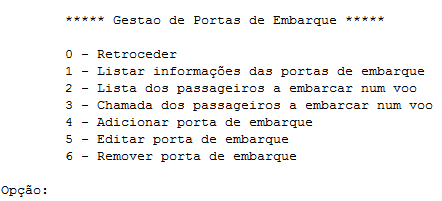 ***** Gestao de Portas de Embarque *****
0 - Retroceder
1 - Listar informações das portas de embarque
2 - Lista dos passageiros a embarcar num voo
3 - Chamada dos passageiros a embarcar num voo
4 - Adicionar porta de embarque
5 - Editar porta de embarque
6 - Remover porta de embarque
Opção: